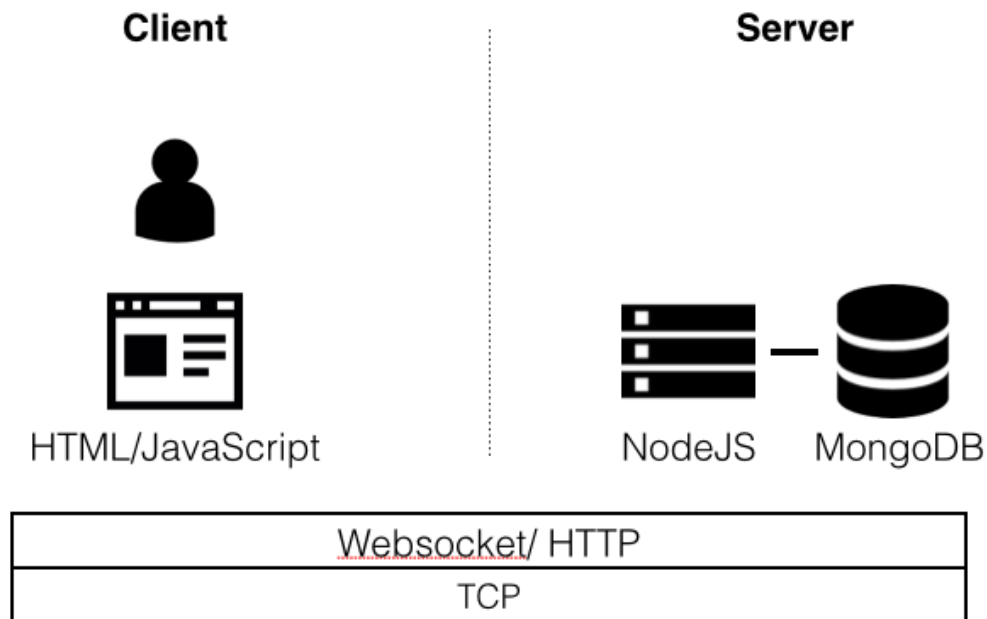 Client
Server
HTML/JavaScript
NodeJS
MongoDB
Websocket/ HTTP
TCP